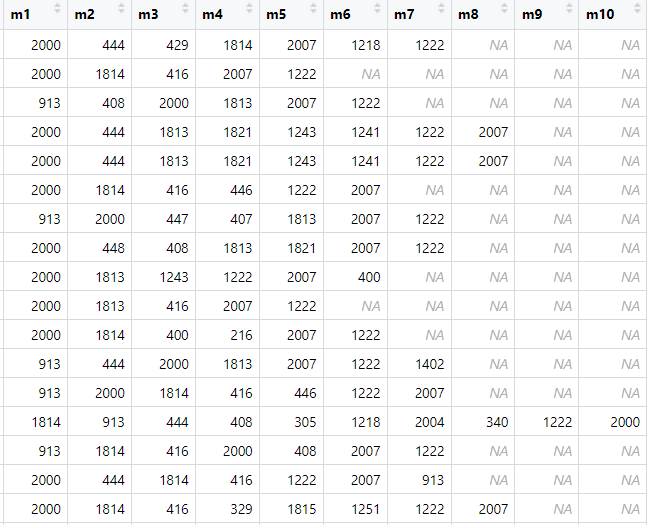 m1 m2 m3 m4 m5 m6 m7 m8 m9 m10
2000 444 429 1814 2007 1218 1222 NA NA NA
2000 1814 416 2007 1222 NA NA NA NA NA
913 408 2000 1813 2007 1222 NA NA NA NA
2000 444 1813 1821 1243 1241 1222 2007 NA NA
2000 444 1813 1821 1243 1241 1222 2007 NA NA
2000 1814 416 446 1222 2007 NA NA NA NA
913 2000 447 407 1813 2007 1222 NA NA NA
2000 448 408 1813 1821 2007 1222 NA NA NA
2000 1813 1243 1222 2007 400 NA NA NA NA
2000 1813 416 2007 1222 NA NA NA NA NA
2000 1814 400 216 2007 1222 NA NA NA NA
913 444 2000 1813 2007 1222 1402 NA NA NA
913 2000 1814 416 446 1222 2007 NA NA NA
1814 913 444 408 305 1218 2004 340 1222 2000
913 1814 416 2000 408 2007 1222 NA NA NA
2000 444 1814 416 1222 2007 913 NA NA NA
2000 1814 416 329 1815 1251 1222 2007 NA NA